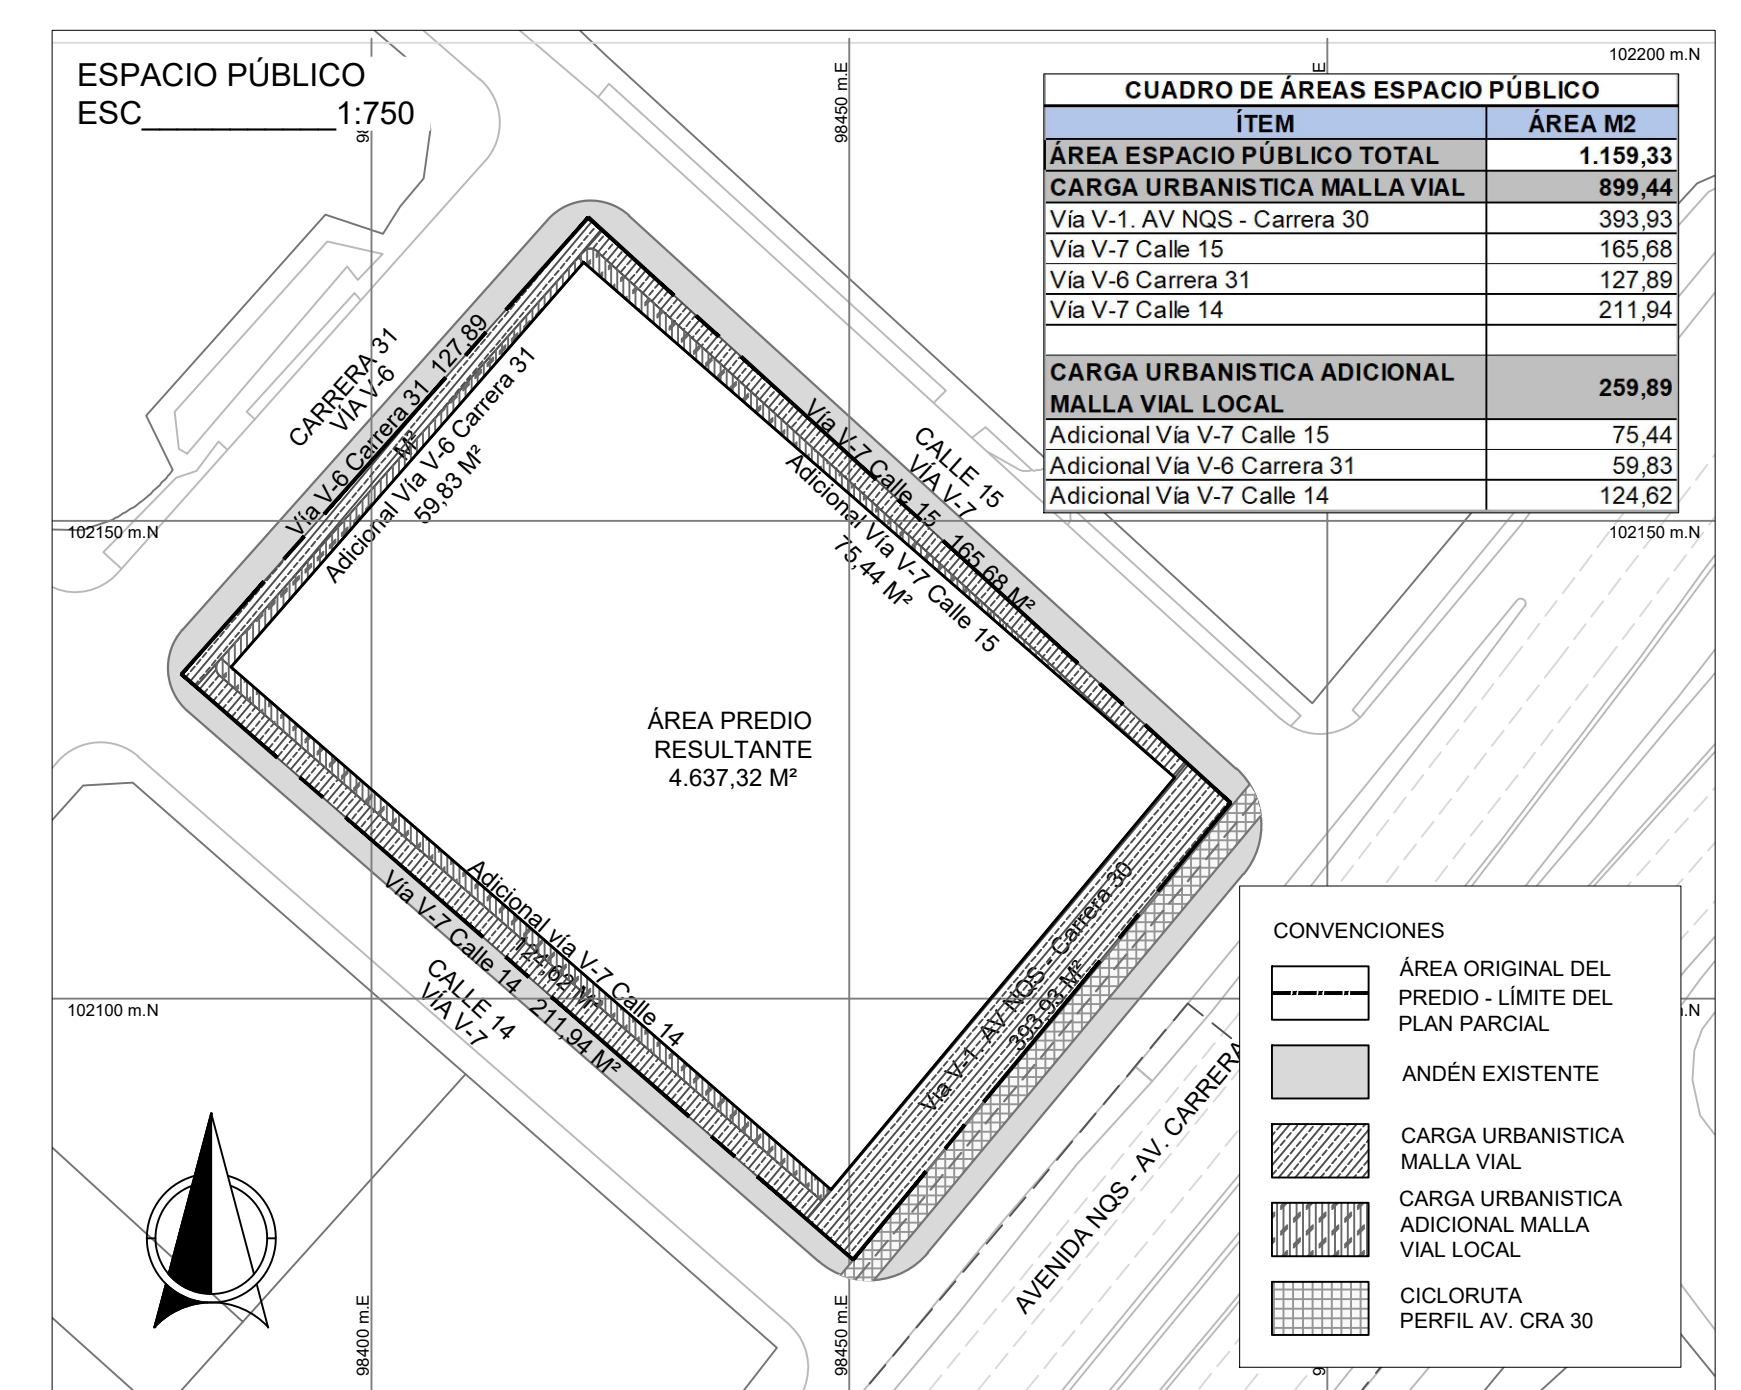 ESPACIO PÚBLICO
ESC____________1:750
102200 m.N
98450 m.E
CUADRO DE ÁREAS ESPACIO PÚBLICO
ÍTEM ÁREA M2
ÁREA ESPACIO PÚBLICO TOTAL 1.159,33
CARGA URBANISTICA MALLA VIAL 899,44
Vía V-1. AV NQS - Carrera 30 393,93
Vía V-7 Calle 15 165,68
Vía V-6 Carrera 31 127,89
Vía V-7 Calle 14 211,94
CARGA URBANISTICA ADICIONAL
MALLA VIAL LOCAL 259,89
Adicional Vía V-7 Calle 15 75,44
Adicional Vía V-6 Carrera 31 59,83
Adicional Vía V-7 Calle 14 124,62
CARRERA 31
VÍA V-6
Vía V-6 Carrera 31 127,89
M²
Adicional Vía V-6 Carrera 31
59,83 M²
CALLE 15
VÍA V-7
Vía V-7 Calle 15 165,68 M²
Adicional Vía V-7 Calle 15
75,44 M²
102150 m.N
102150 m.N
ÁREA PREDIO
RESULTANTE
4.637,32 M²
Adicional vía V-7 Calle 14
124,62 M²
Vía V-7 Calle 14 211,94 M²
CALLE 14
VÍA V-7
Vía V-1. AV NQS - Carrera 30
393,93 M²
102100 m.N
.N
AVENIDA NQS - AV. CARRERA
98400 m.E
98450 m.E
CONVENCIONES
ÁREA ORIGINAL DEL
PREDIO - LÍMITE DEL
PLAN PARCIAL
ANDÉN EXISTENTE
CARGA URBANISTICA
MALLA VIAL
CARGA URBANISTICA
ADICIONAL MALLA
VIAL LOCAL
CICLORUTA
PERFIL AV. CRA 30